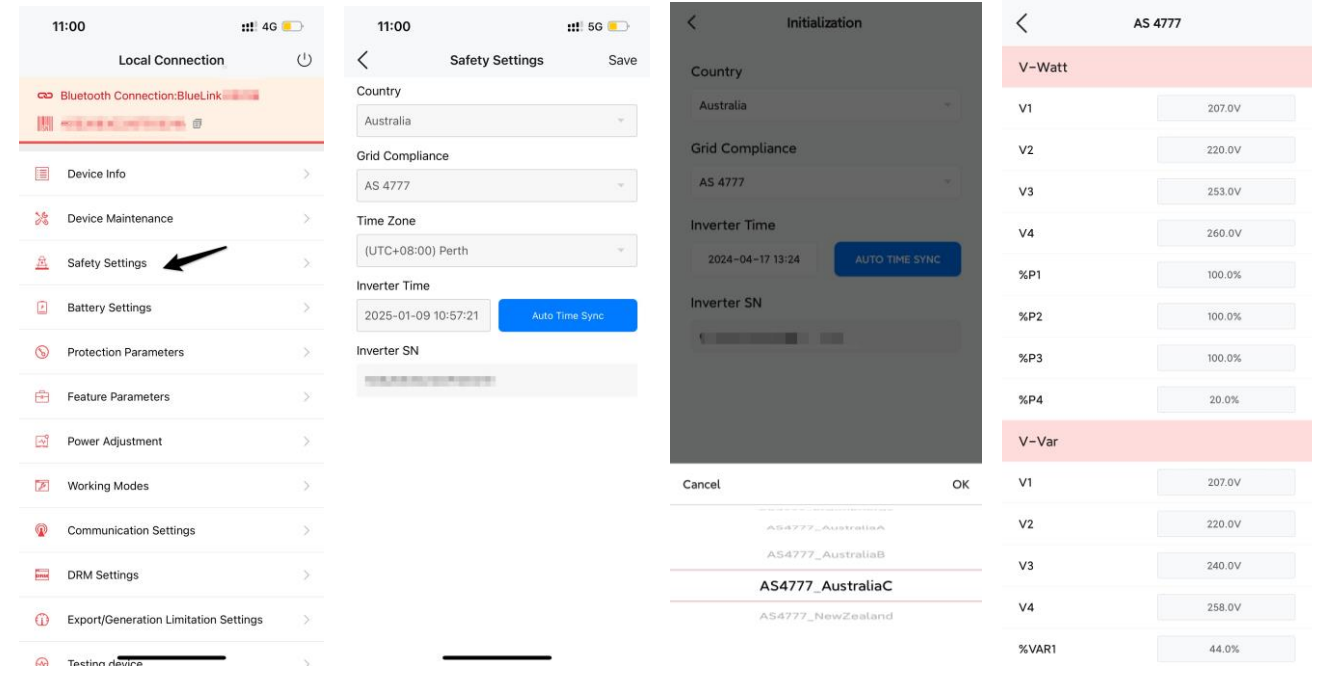 11:00
4G
Local Connection
Bluetooth Connection:BlueLink
Device Info
Device Maintenance
Safety Settings
Battery Settings
Protection Parameters
Feature Parameters
Power Adjustment
Working Modes
Communication Settings
DRM Settings
Export/Generation Limitation Settings
Testing device
11:00
5G
Safety Settings
Save
Country
Australia
Grid Compliance
AS 4777
Time Zone
(UTC+08:00) Perth
Inverter Time
2025-01-09 10:57:21
Auto Time Sync
Inverter SN
Initialization
Country
Australia
Grid Compliance
AS 4777
Inverter Time
2024-04-17 13:24
AUTO TIME SYNC
Inverter SN
Cancel
OK
AS4777_AustraliaA
AS4777_AustraliaB
AS4777_AustraliaC
AS4777_NewZealand
AS 4777
V-Watt
V1 207.0V
V2 220.0V
V3 253.0V
V4 260.0V
%P1 100.0%
%P2 100.0%
%P3 100.0%
%P4 20.0%
V-Var
V1 207.0V
V2 220.0V
V3 240.0V
V4 258.0V
%VAR1 44.0%